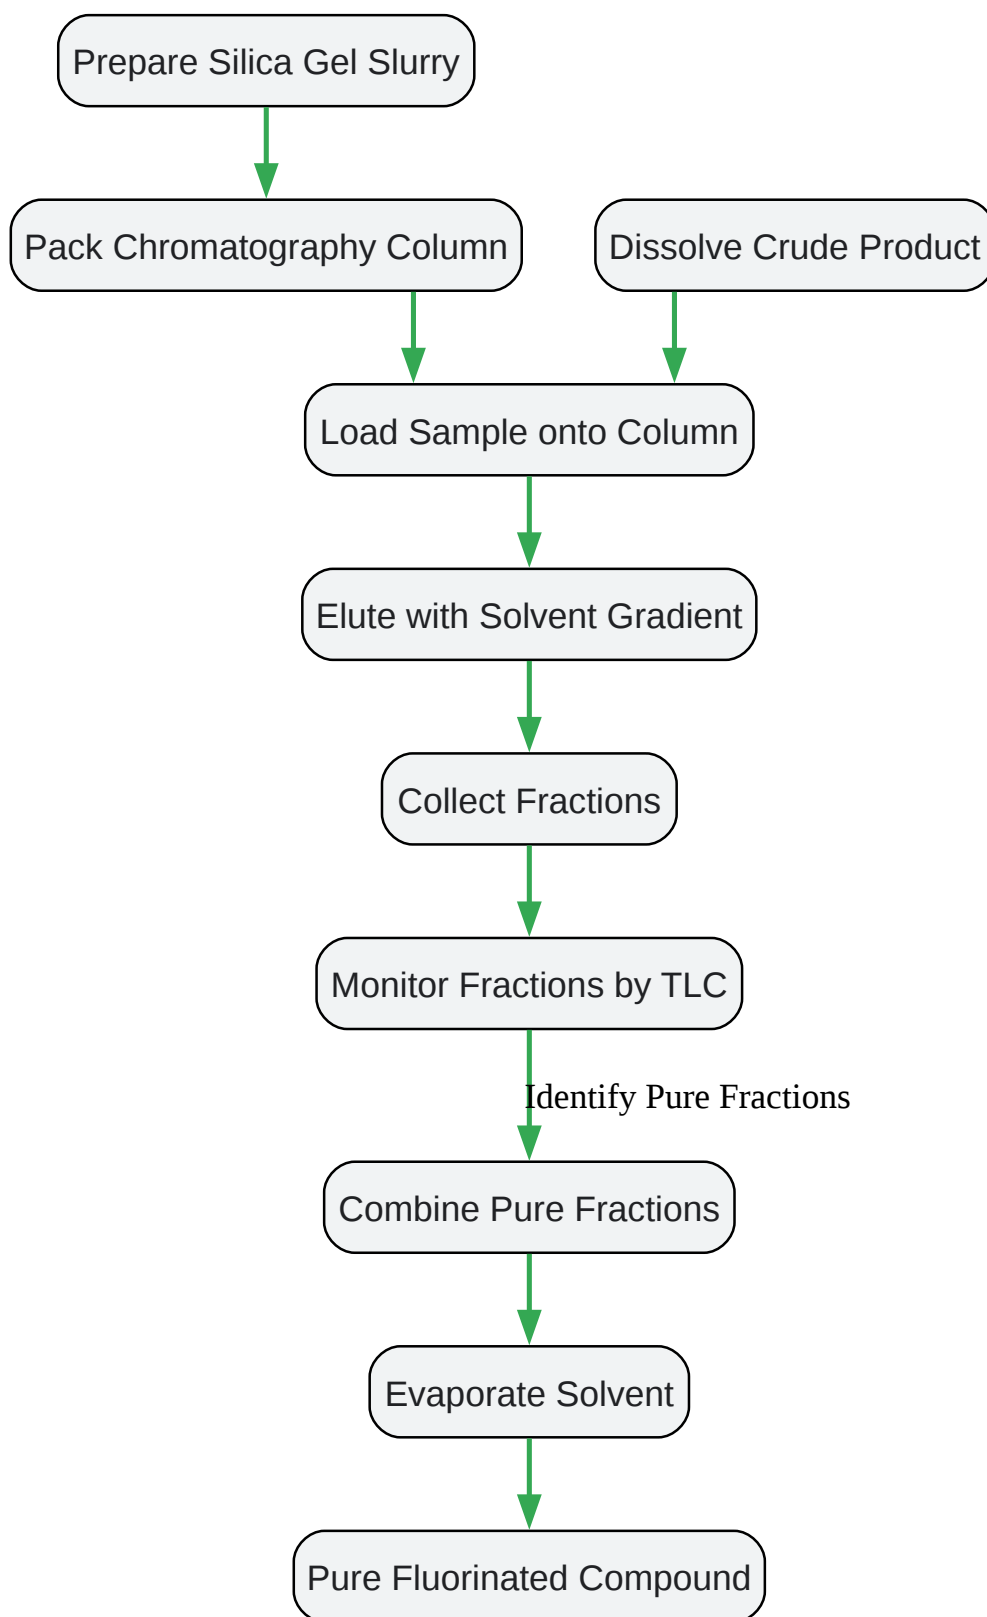 Prepare Silica Gel Slurry
Pack Chromatography Column
Dissolve Crude Product
Load Sample onto Column
Elute with Solvent Gradient
Collect Fractions
Monitor Fractions by TLC
Identify Pure Fractions
Combine Pure Fractions
Evaporate Solvent
Pure Fluorinated Compound